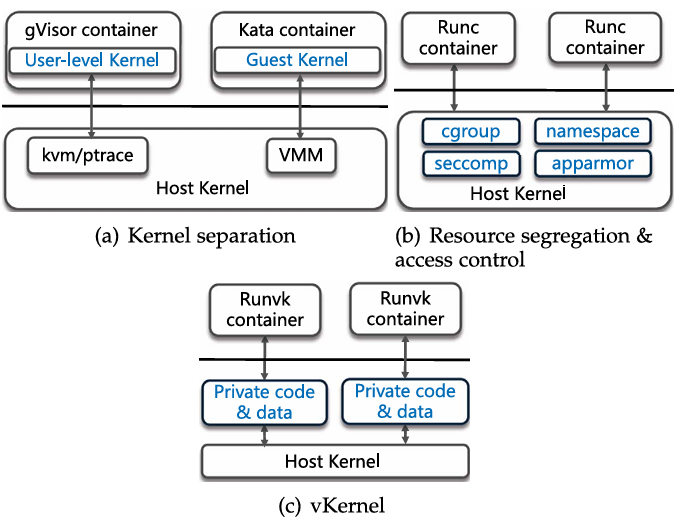 gVisor container
User-level Kernel
Kata container
Guest Kernel
kvm/ptrace
VMM
Host Kernel
(a) Kernel separation
Runc
container
Runc
container
cgroup
namespace
seccomp
apparmor
Host Kernel
(b) Resource segregation &
access control
Runvk
container
Runvk
container
Private code
& data
Private code
& data
Host Kernel
(c) vKernel